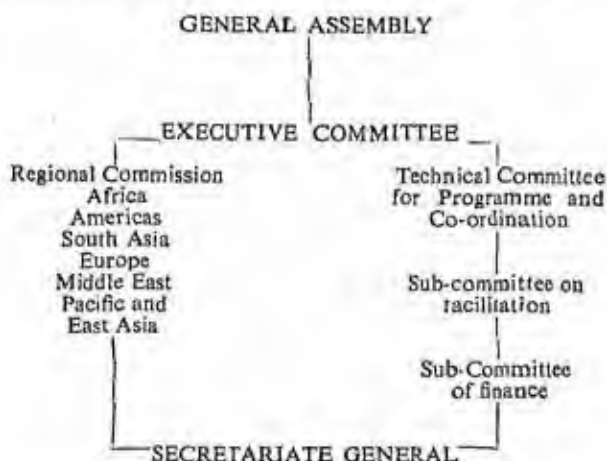 GENERAL ASSEMBLY
EXECUTIVE COMMITTEE
Regional Commission
Africa
Americas
South Asia
Europe
Middle East
Pacific and
East Asia
Technical Committee
for Programme and
Co-ordination
Sub-committee on
facilitation
Sub-Committee
of finance
SECRETARIATE GENERAL